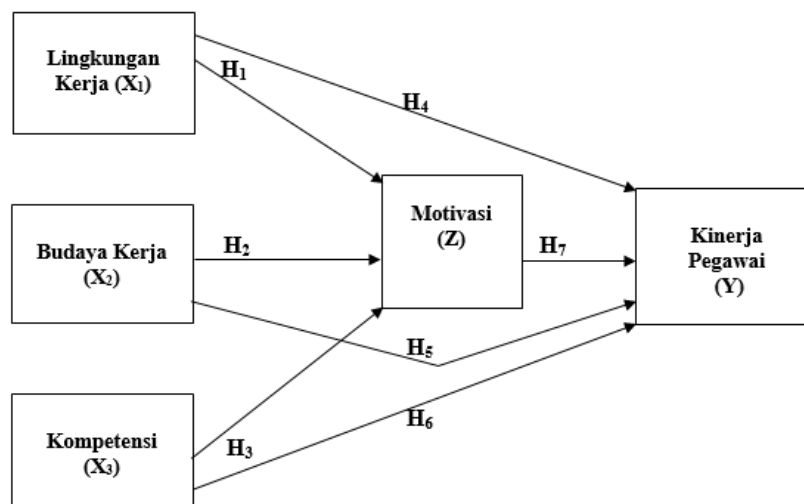 Lingkungan
Kerja (X₁)
H₁
H₄
Motivasi
(Z)
Budaya Kerja
(X₂)
H₂
H₇
Kinerja
Pegawai
(Y)
H₅
Kompetensi
(X₃)
H₃
H₆